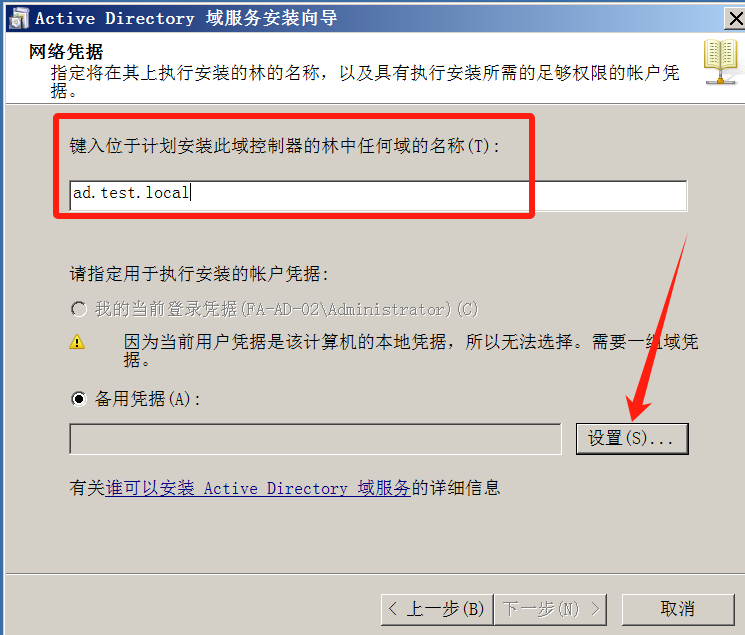 Active Directory 域服务安装向导
网络凭据
指定将在其上执行安装的林的名称，以及具有执行安装所需的足够权限的帐户凭
据。
键入位于计划安装此域控制器的林中任何域的名称(T):
ad.test.local
请指定用于执行安装的帐户凭据:
我的当前登录凭据(FA-AD-02\Administrator)(C)
因为当前用户凭据是该计算机的本地凭据，所以无法选择。需要一组域凭
据。
备用凭据(A):
设置(S)...
有关谁可以安装 Active Directory 域服务的详细信息
< 上一步(B) 下一步(N) > 取消